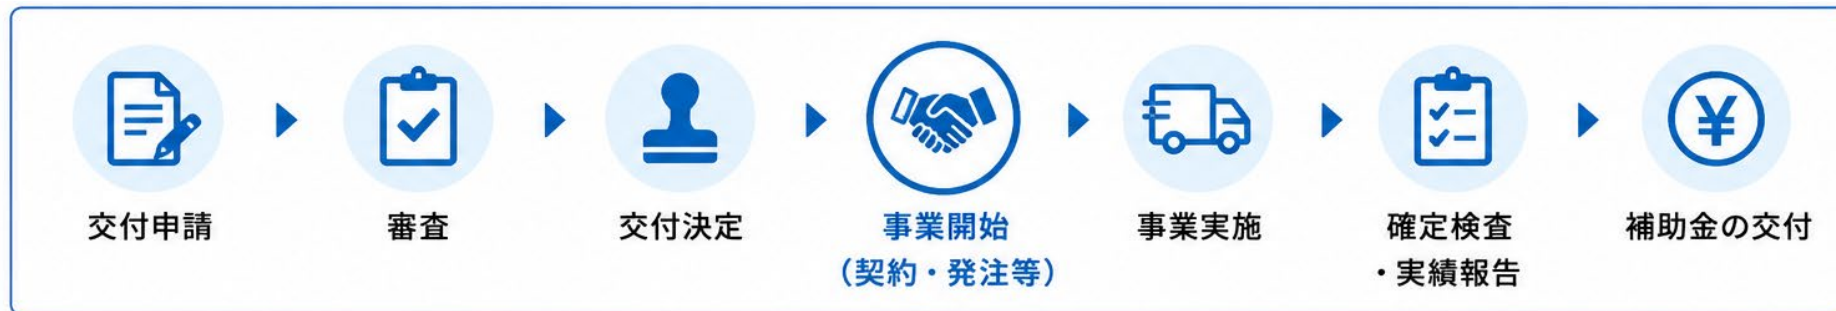 交付申請
審査
交付決定
事業開始
（契約・発注等）
事業実施
確定検査
・実績報告
¥
補助金の交付